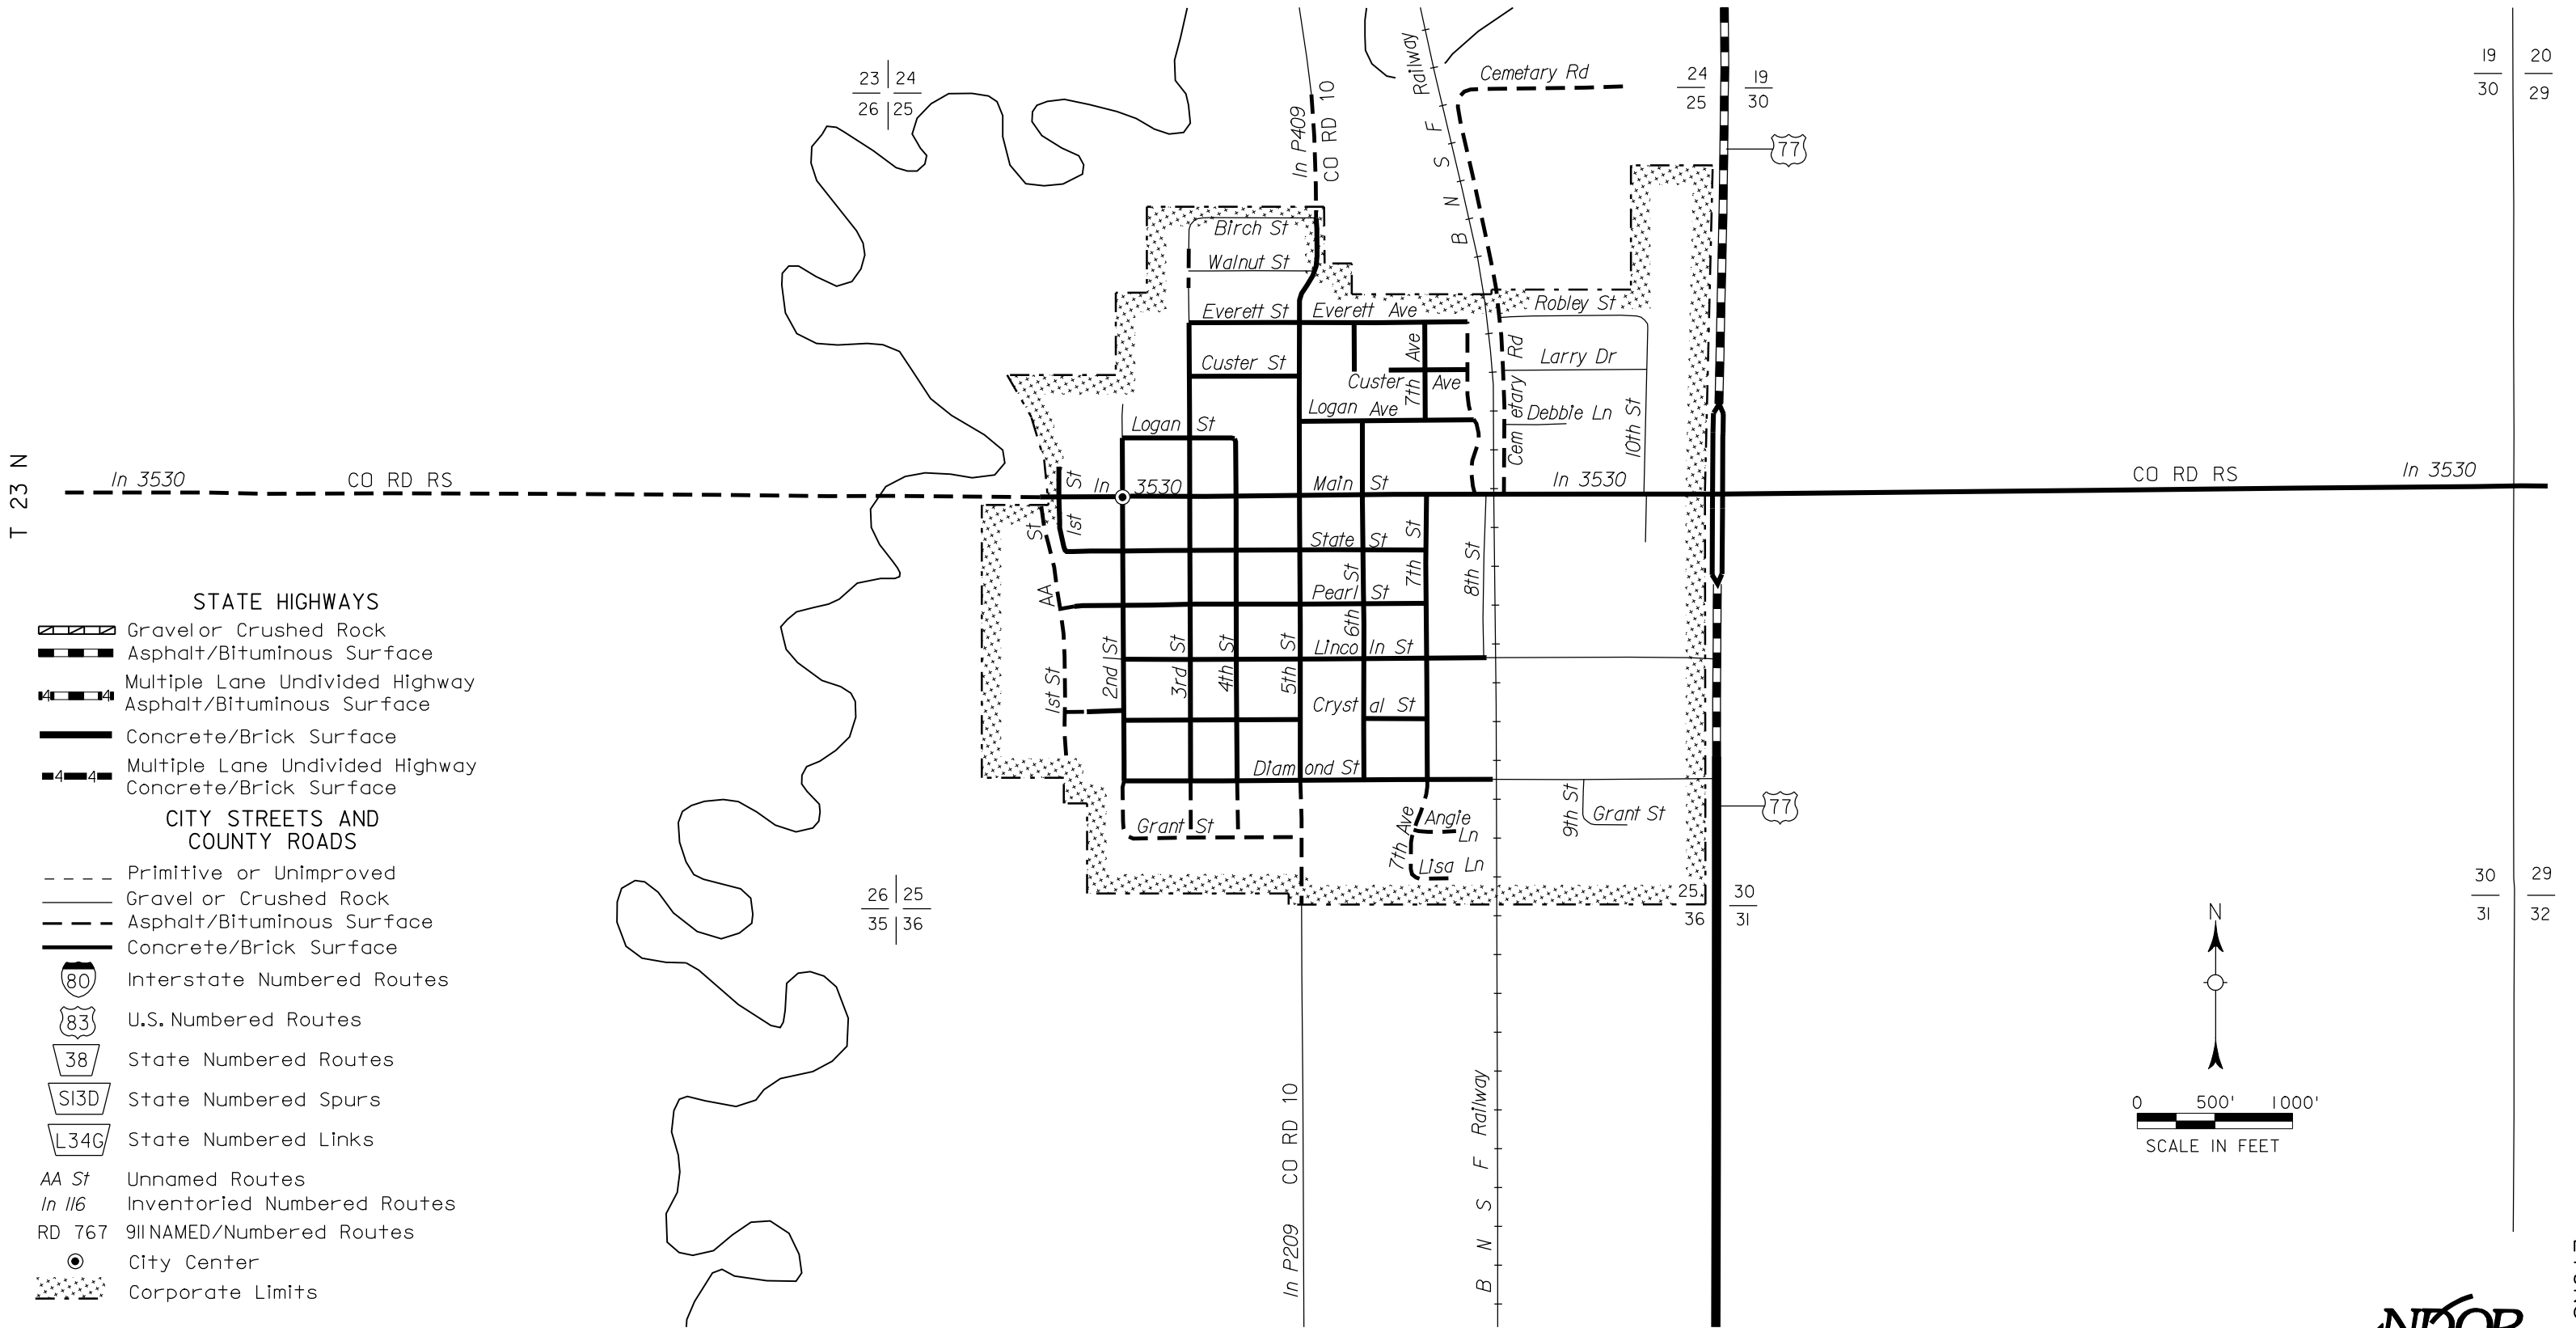 23 24
26 25
Railway
B N S F
Cemetary Rd
24 19
25 30
19 20
30 29
77
In P409
CO RD 10
Birch St
Walnut St
Everett St
Everett Ave
Robley St
Custer St
Custer Ave
7th Ave
Cemetary Rd
Larry Dr
Logan Ave
Debbie Ln
10th St
Logan St
T 23 N
In 3530
CO RD RS
1st St
In 3530
Main St
In 3530
CO RD RS
In 3530
AA St
State St
7th St
8th St
Pearl St
6th St
Lincoln St
1st St
2nd St
3rd St
4th St
5th St
Crystal St
Diamond St
77
Grant St
7th Ave
Angie Ln
Lisa Ln
9th St
Grant St
26 25
35 36
25 30
36 31
30 29
31 32
STATE HIGHWAYS
Gravel or Crushed Rock
Asphalt/Bituminous Surface
4 4 Multiple Lane Undivided Highway
Asphalt/Bituminous Surface
Concrete/Brick Surface
4 4 Multiple Lane Undivided Highway
Concrete/Brick Surface
CITY STREETS AND
COUNTY ROADS
Primitive or Unimproved
Gravel or Crushed Rock
Asphalt/Bituminous Surface
Concrete/Brick Surface
80 Interstate Numbered Routes
83 U.S. Numbered Routes
38 State Numbered Routes
S13D State Numbered Spurs
L34G State Numbered Links
AA St Unnamed Routes
In 116 Inventoried Numbered Routes
RD 767 911 NAMED/Numbered Routes
City Center
Corporate Limits
In P209
CO RD 10
B N S F Railway
N
0 500' 1000'
SCALE IN FEET
NDOR